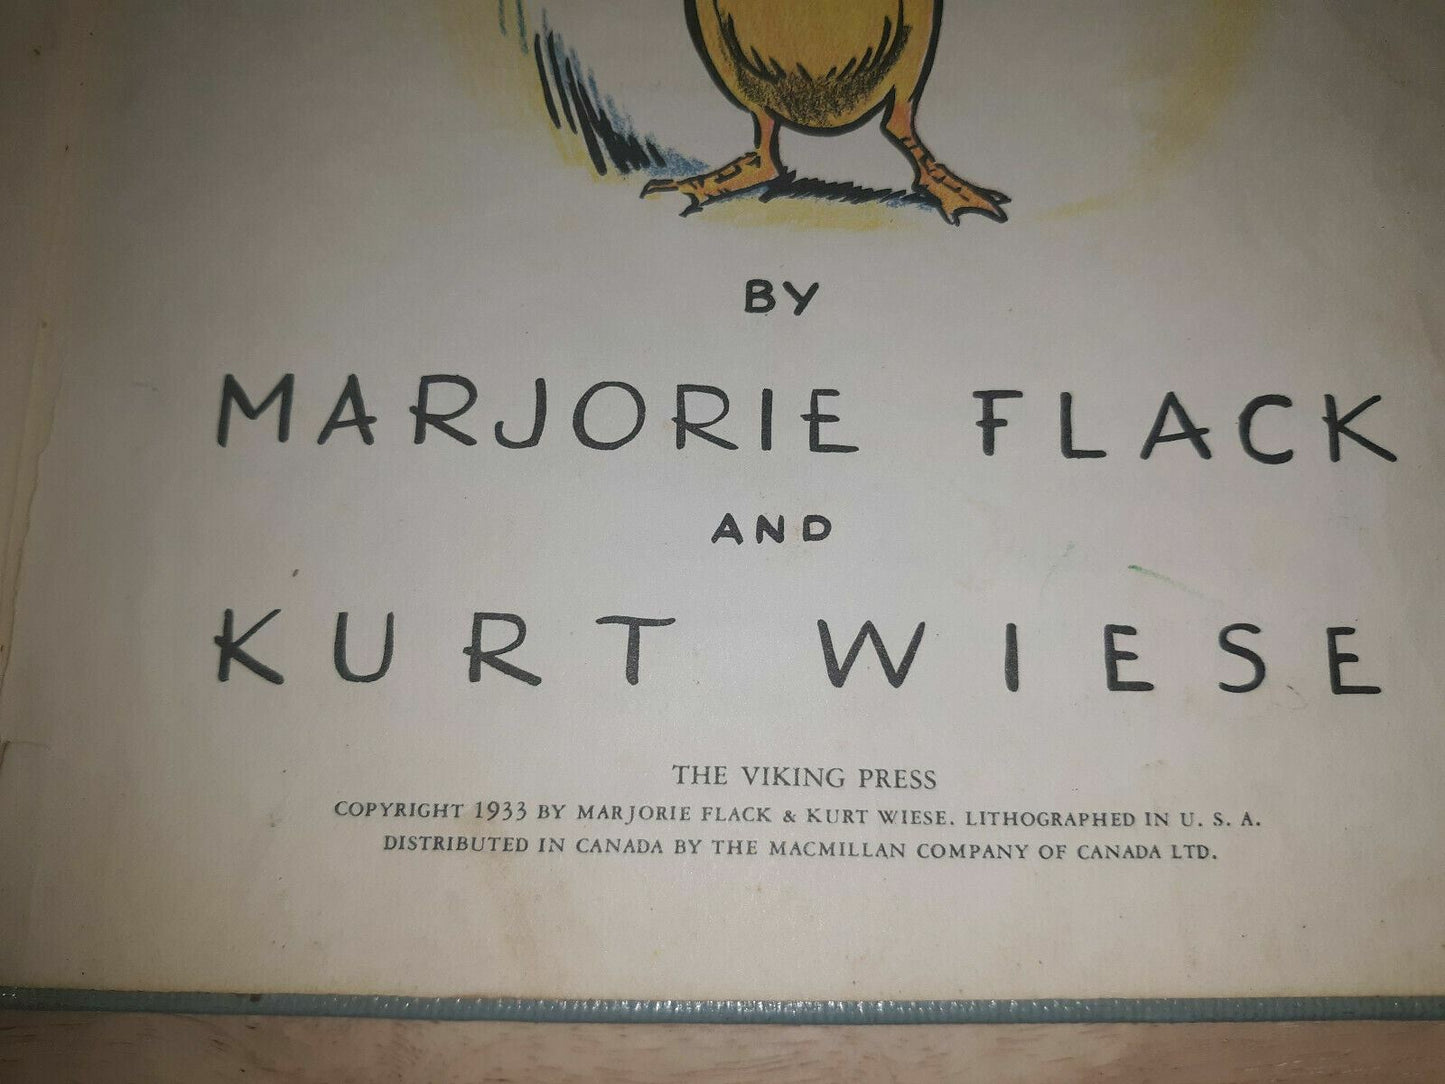 BY
MARJORIE FLACK
AND
KURT WIESE
THE VIKING PRESS
COPYRIGHT 1933 BY MARJORIE FLACK & KURT WIESE. LITHOGRAPHED IN U. S. A.
DISTRIBUTED IN CANADA BY THE MACMILLAN COMPANY OF CANADA LTD.